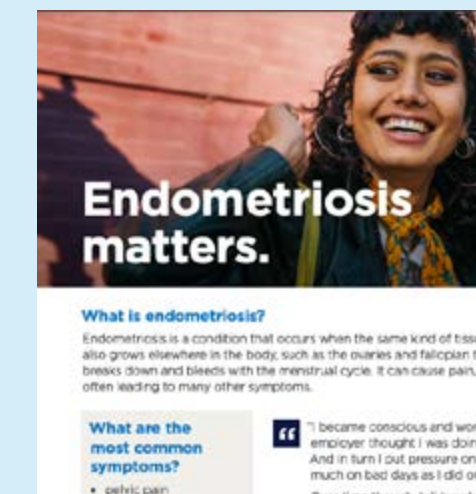 Endometriosis
matters.
What is endometriosis?
Endometriosis is a condition that occurs when the same kind of
also grows elsewhere in the body, such as the ovaries and fallopian
breaks down and bleeds with the menstrual cycle. It can cause pain,
often leading to many other symptoms.
What are the
most common
symptoms?
• pelvic pain
"I became conscious and
employer thought I was
And in turn I put pressure on
much on bad days as I did